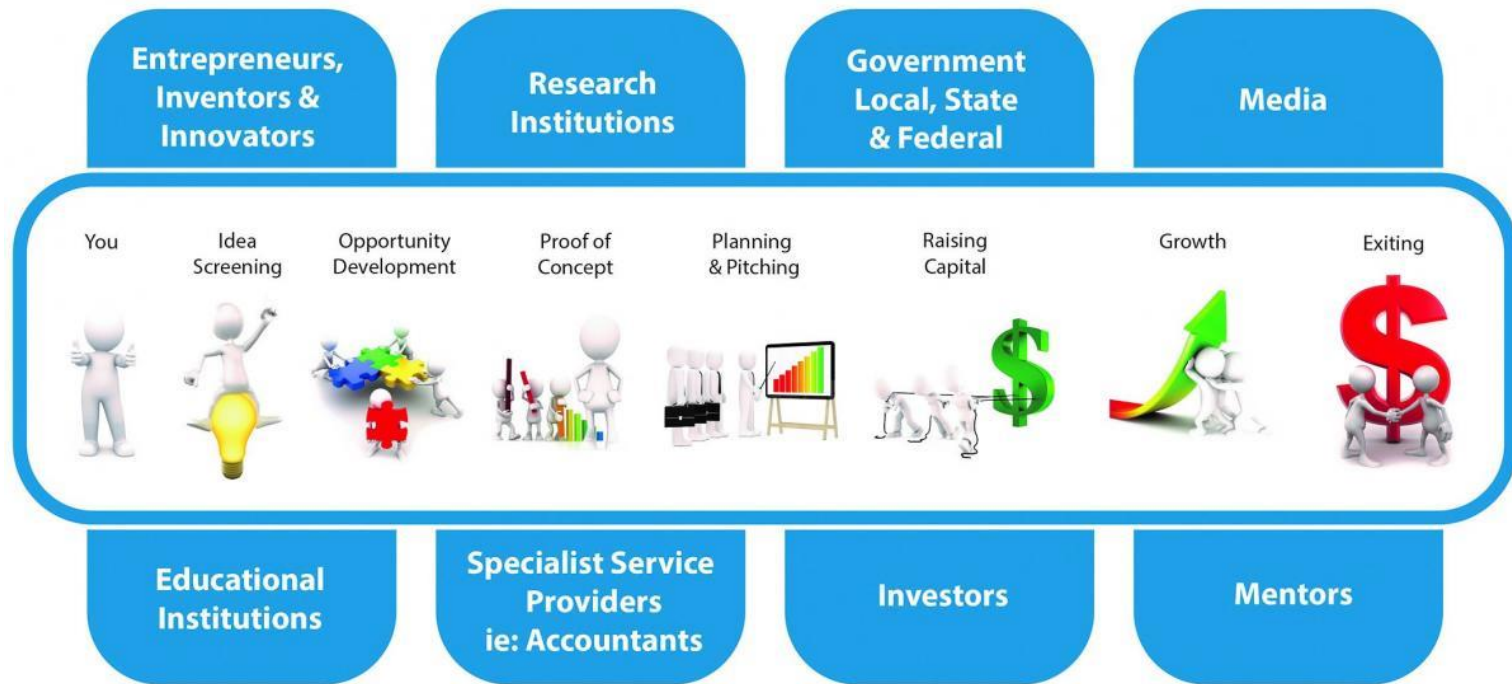 Entrepreneurs,
Inventors &
Innovators
Research
Institutions
Government
Local, State
& Federal
Media
You
Idea
Screening
Opportunity
Development
Proof of
Concept
Planning
& Pitching
Raising
Capital
Growth
Exiting
Educational
Institutions
Specialist Service
Providers
ie: Accountants
Investors
Mentors